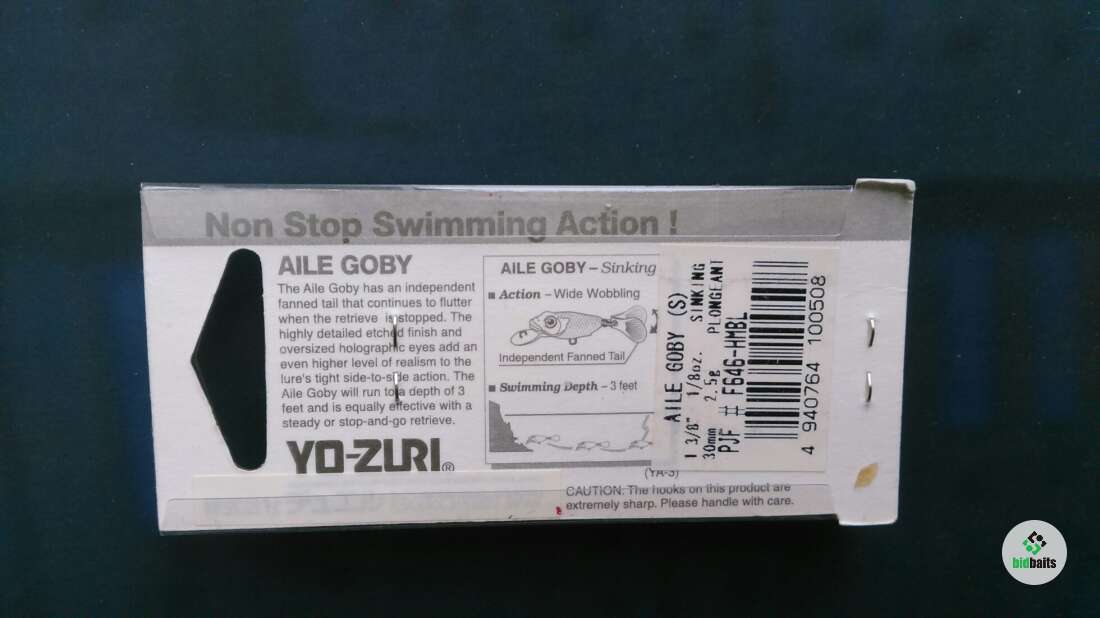 Non Stop Swimming Action !
AILE GOBY
The Aile Goby has an independent
fanned tail that continues to flutter
when the retrieve is stopped. The
highly detailed etched finish and
oversized holographic eyes add an
even higher level of realism to the
lure's tight side-to-side action. The
Aile Goby will run to a depth of 3
feet and is equally effective with a
steady or stop-and-go retrieve.
YO-ZURI®
AILE GOBY – Sinking
■ Action – Wide Wobbling
Independent Fanned Tail
■ Swimming Depth – 3 feet
(YA-S)
CAUTION: The hooks on this product are
extremely sharp. Please handle with care.
AILE GOBY (S)
1 3/8" 1/8oz. SINKING
30mm 2.5g PLONGEANT
PJF # F646-HMBL
4 940764 100508
bidbaits